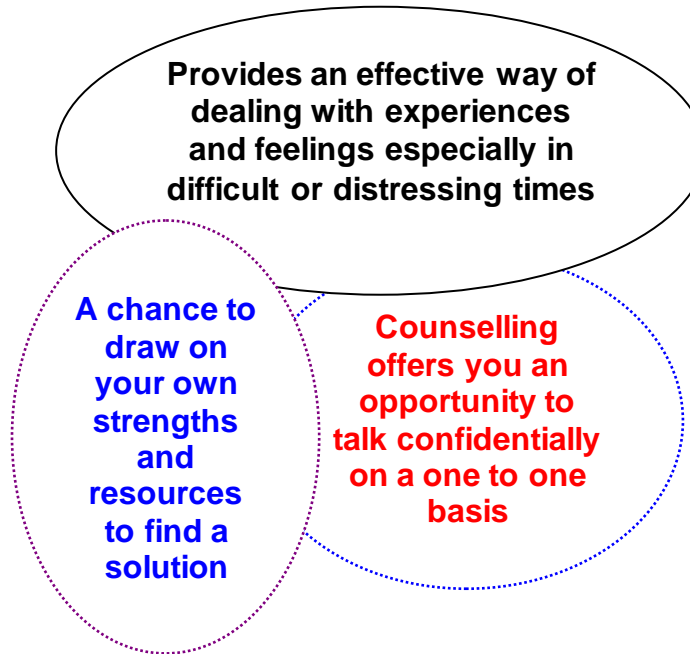 Provides an effective way of
dealing with experiences
and feelings especially in
difficult or distressing times
A chance to
draw on
your own
strengths
and
resources
to find a
solution
Counselling
offers you an
opportunity to
talk confidentially
on a one to one
basis